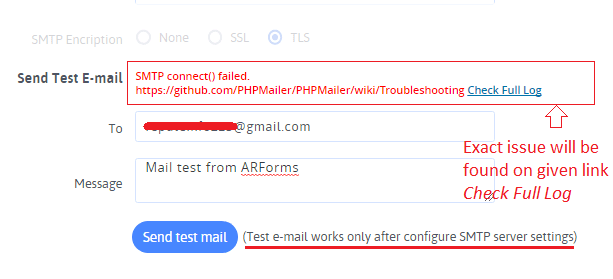 SMTP Encription None SSL TLS
Send Test E-mail SMTP connect() failed.
https://github.com/PHPMailer/PHPMailer/wiki/Troubleshooting Check Full Log
To @gmail.com
Exact issue will be
found on given link
Check Full Log
Message Mail test from ARForms
Send test mail (Test e-mail works only after configure SMTP server settings)